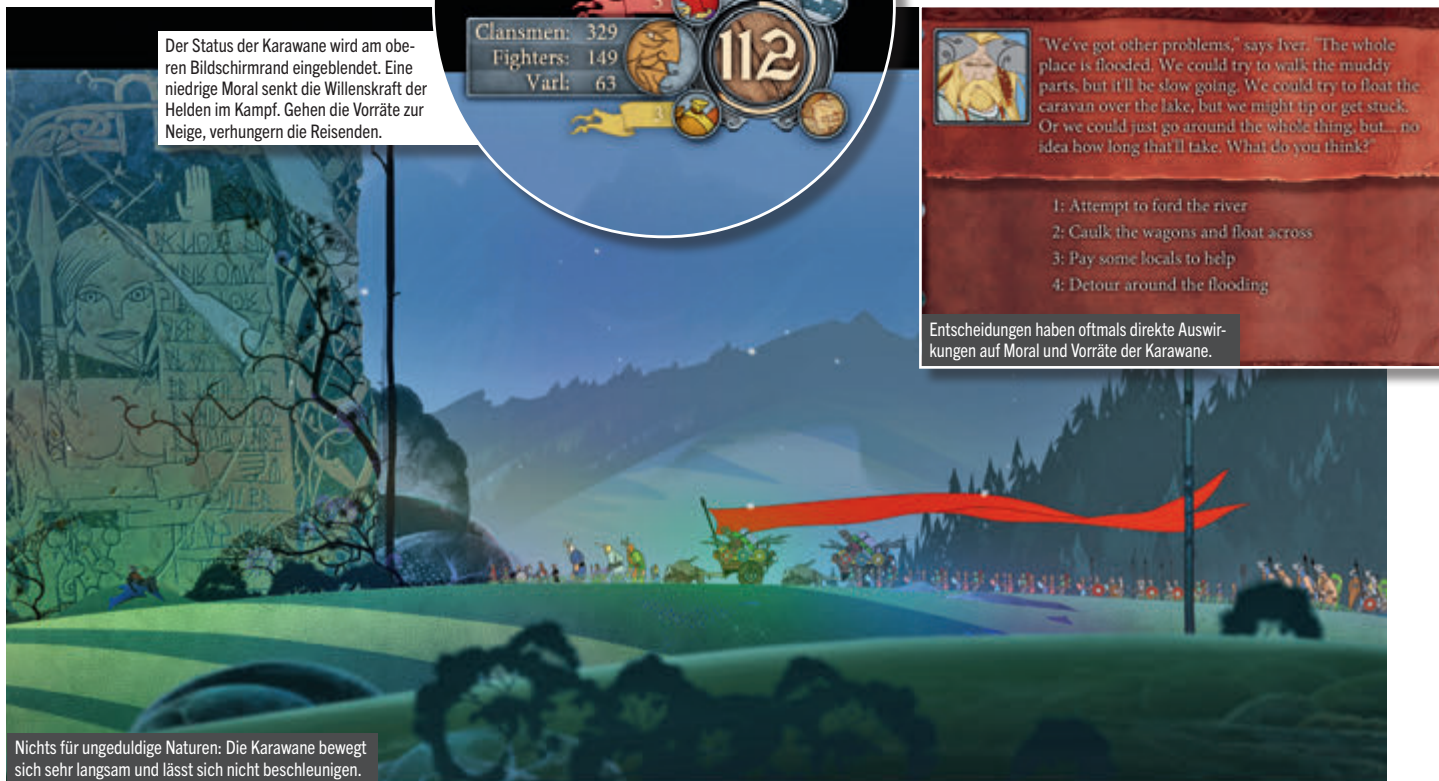 Der Status der Karawane wird am obe-
ren Bildschirmrand eingeblendet. Eine
niedrige Moral senkt die Willenskraft der
Helden im Kampf. Gehen die Vorräte zur
Neige, verhungern die Reisenden.
Clansmen: 329
Fighters: 149
Varl: 63
112
3
"We've got other problems," says Iver. "The whole
place is flooded. We could try to walk the muddy
parts, but it'll be slow going. We could try to float the
caravan over the lake, but we might tip or get stuck.
Or we could just go around the whole thing, but... no
idea how long that'll take. What do you think?"
1: Attempt to ford the river
2: Caulk the wagons and float across
3: Pay some locals to help
4: Detour around the flooding
Entscheidungen haben oftmals direkte Auswir-
kungen auf Moral und Vorräte der Karawane.
Nichts für ungeduldige Naturen: Die Karawane bewegt
sich sehr langsam und lässt sich nicht beschleunigen.